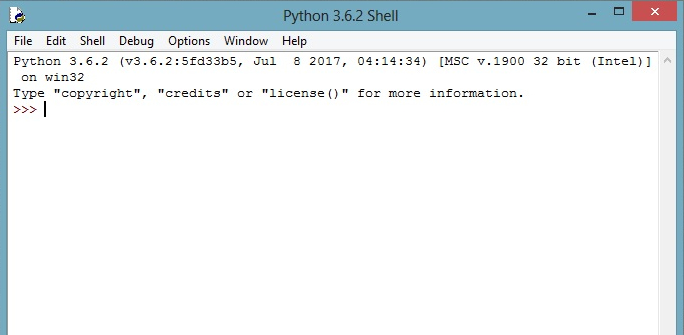 Python 3.6.2 Shell
File Edit Shell Debug Options Window Help
Python 3.6.2 (v3.6.2:5fd33b5, Jul  8 2017, 04:14:34) [MSC v.1900 32 bit (Intel)]
 on win32
Type "copyright", "credits" or "license()" for more information.
>>>